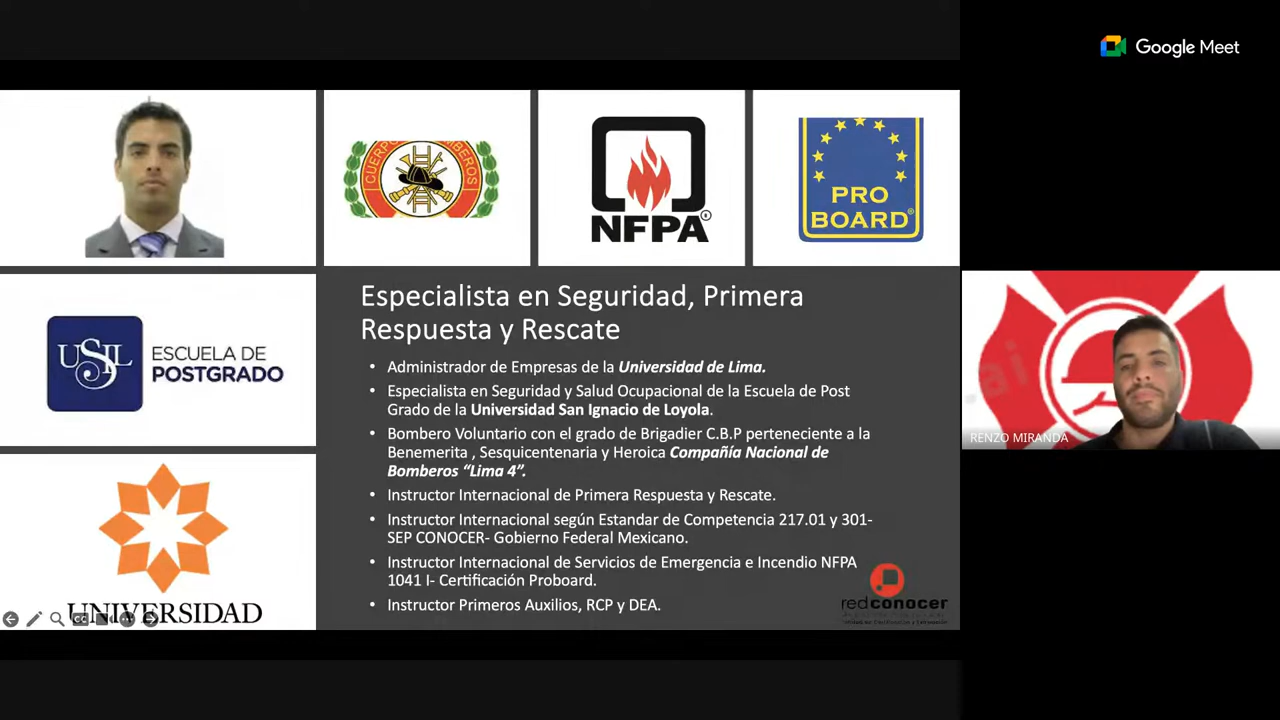 Google Meet
CUERPO
BOMBEROS
NFPA
PRO
BOARD
Especialista en Seguridad, Primera
Respuesta y Rescate
USIL
ESCUELA DE
POSTGRADO
• Administrador de Empresas de la Universidad de Lima.
• Especialista en Seguridad y Salud Ocupacional de la Escuela de Post
Grado de la Universidad San Ignacio de Loyola.
• Bombero Voluntario con el grado de Brigadier C.B.P perteneciente a la
Benemerita , Sesquicentenaria y Heroica Compañía Nacional de
Bomberos “Lima 4”.
• Instructor Internacional de Primera Respuesta y Rescate.
• Instructor Internacional según Estandar de Competencia 217.01 y 301-
SEP CONOCER- Gobierno Federal Mexicano.
• Instructor Internacional de Servicios de Emergencia e Incendio NFPA
1041 I- Certificación Proboard.
• Instructor Primeros Auxilios, RCP y DEA.
UNIVERSIDAD
redconocer
RENZO MIRANDA